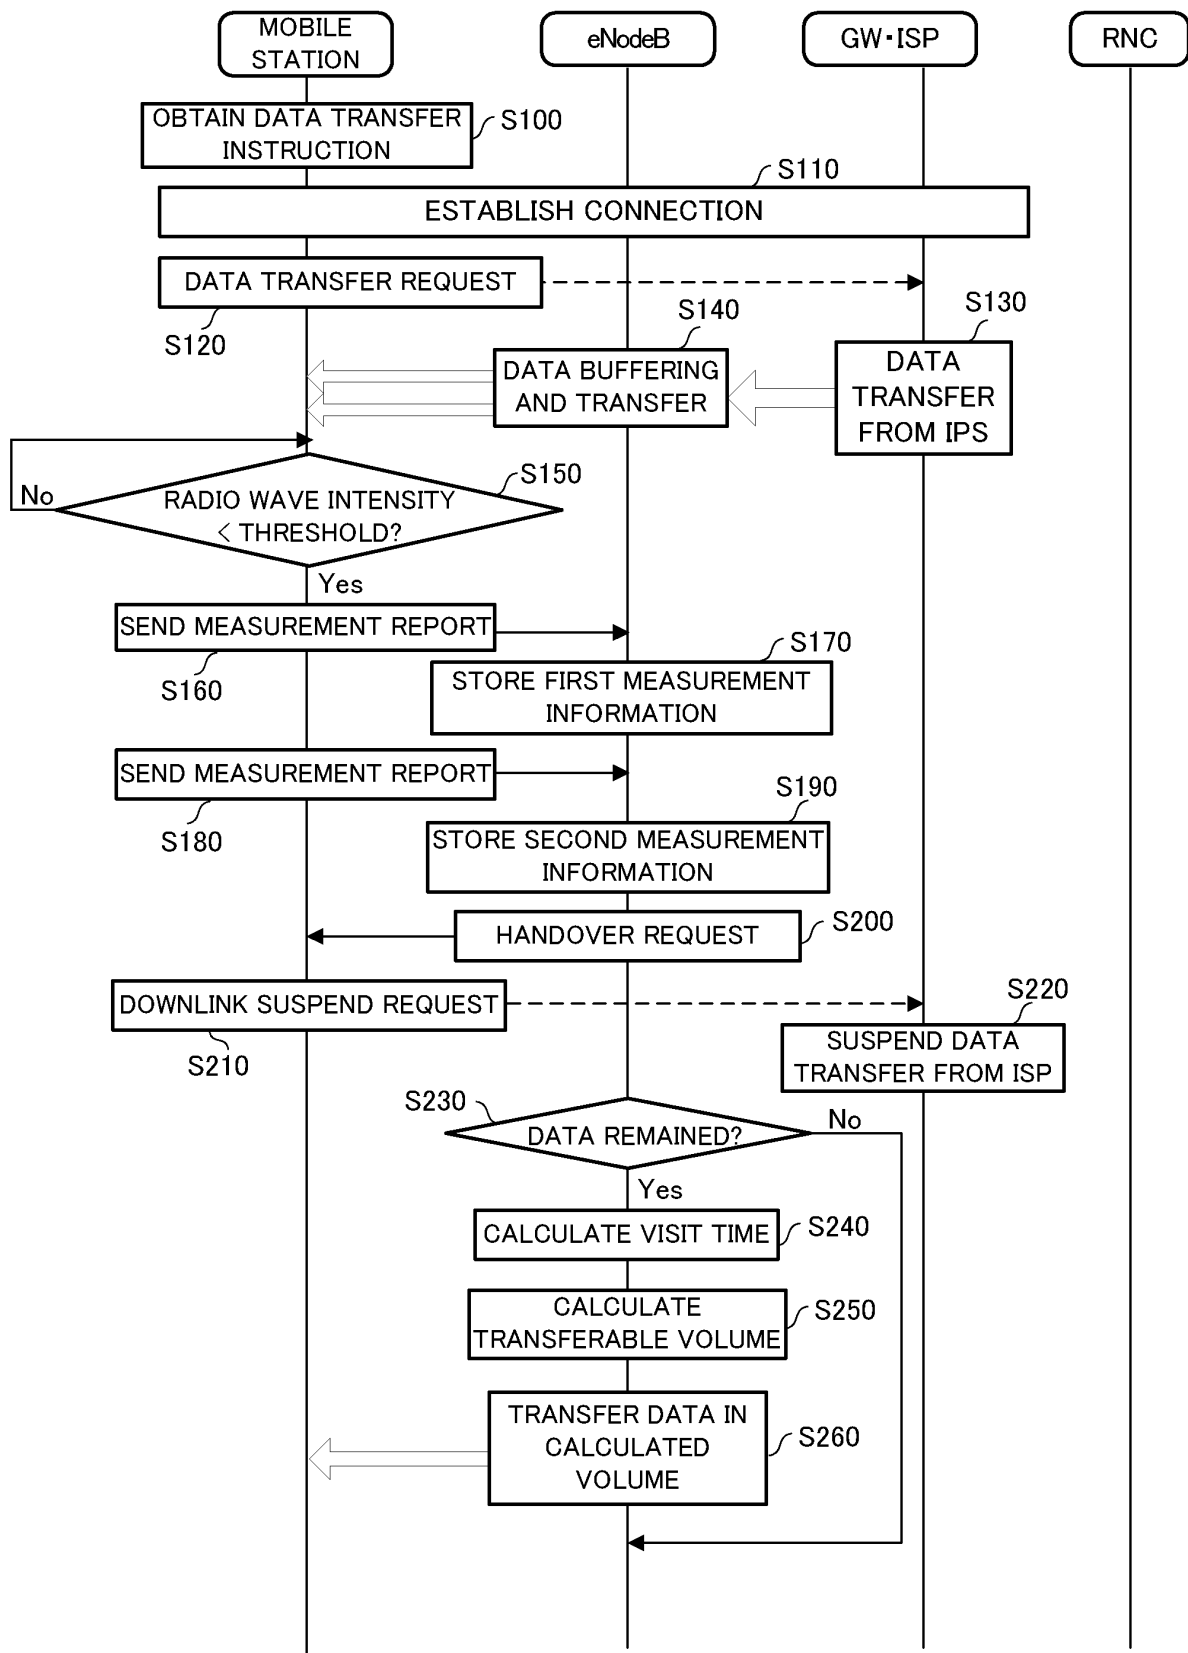 MOBILE
STATION
eNodeB
GW・ISP
RNC
OBTAIN DATA TRANSFER
INSTRUCTION
S100
S110
ESTABLISH CONNECTION
DATA TRANSFER REQUEST
S120
S130
S140
DATA BUFFERING
AND TRANSFER
DATA
TRANSFER
FROM IPS
No
S150
RADIO WAVE INTENSITY
< THRESHOLD?
Yes
SEND MEASUREMENT REPORT
S160
S170
STORE FIRST MEASUREMENT
INFORMATION
SEND MEASUREMENT REPORT
S180
S190
STORE SECOND MEASUREMENT
INFORMATION
HANDOVER REQUEST
S200
DOWNLINK SUSPEND REQUEST
S210
S220
SUSPEND DATA
TRANSFER FROM ISP
S230
DATA REMAINED?
No
Yes
CALCULATE VISIT TIME
S240
CALCULATE
TRANSFERABLE VOLUME
S250
TRANSFER DATA IN
CALCULATED
VOLUME
S260